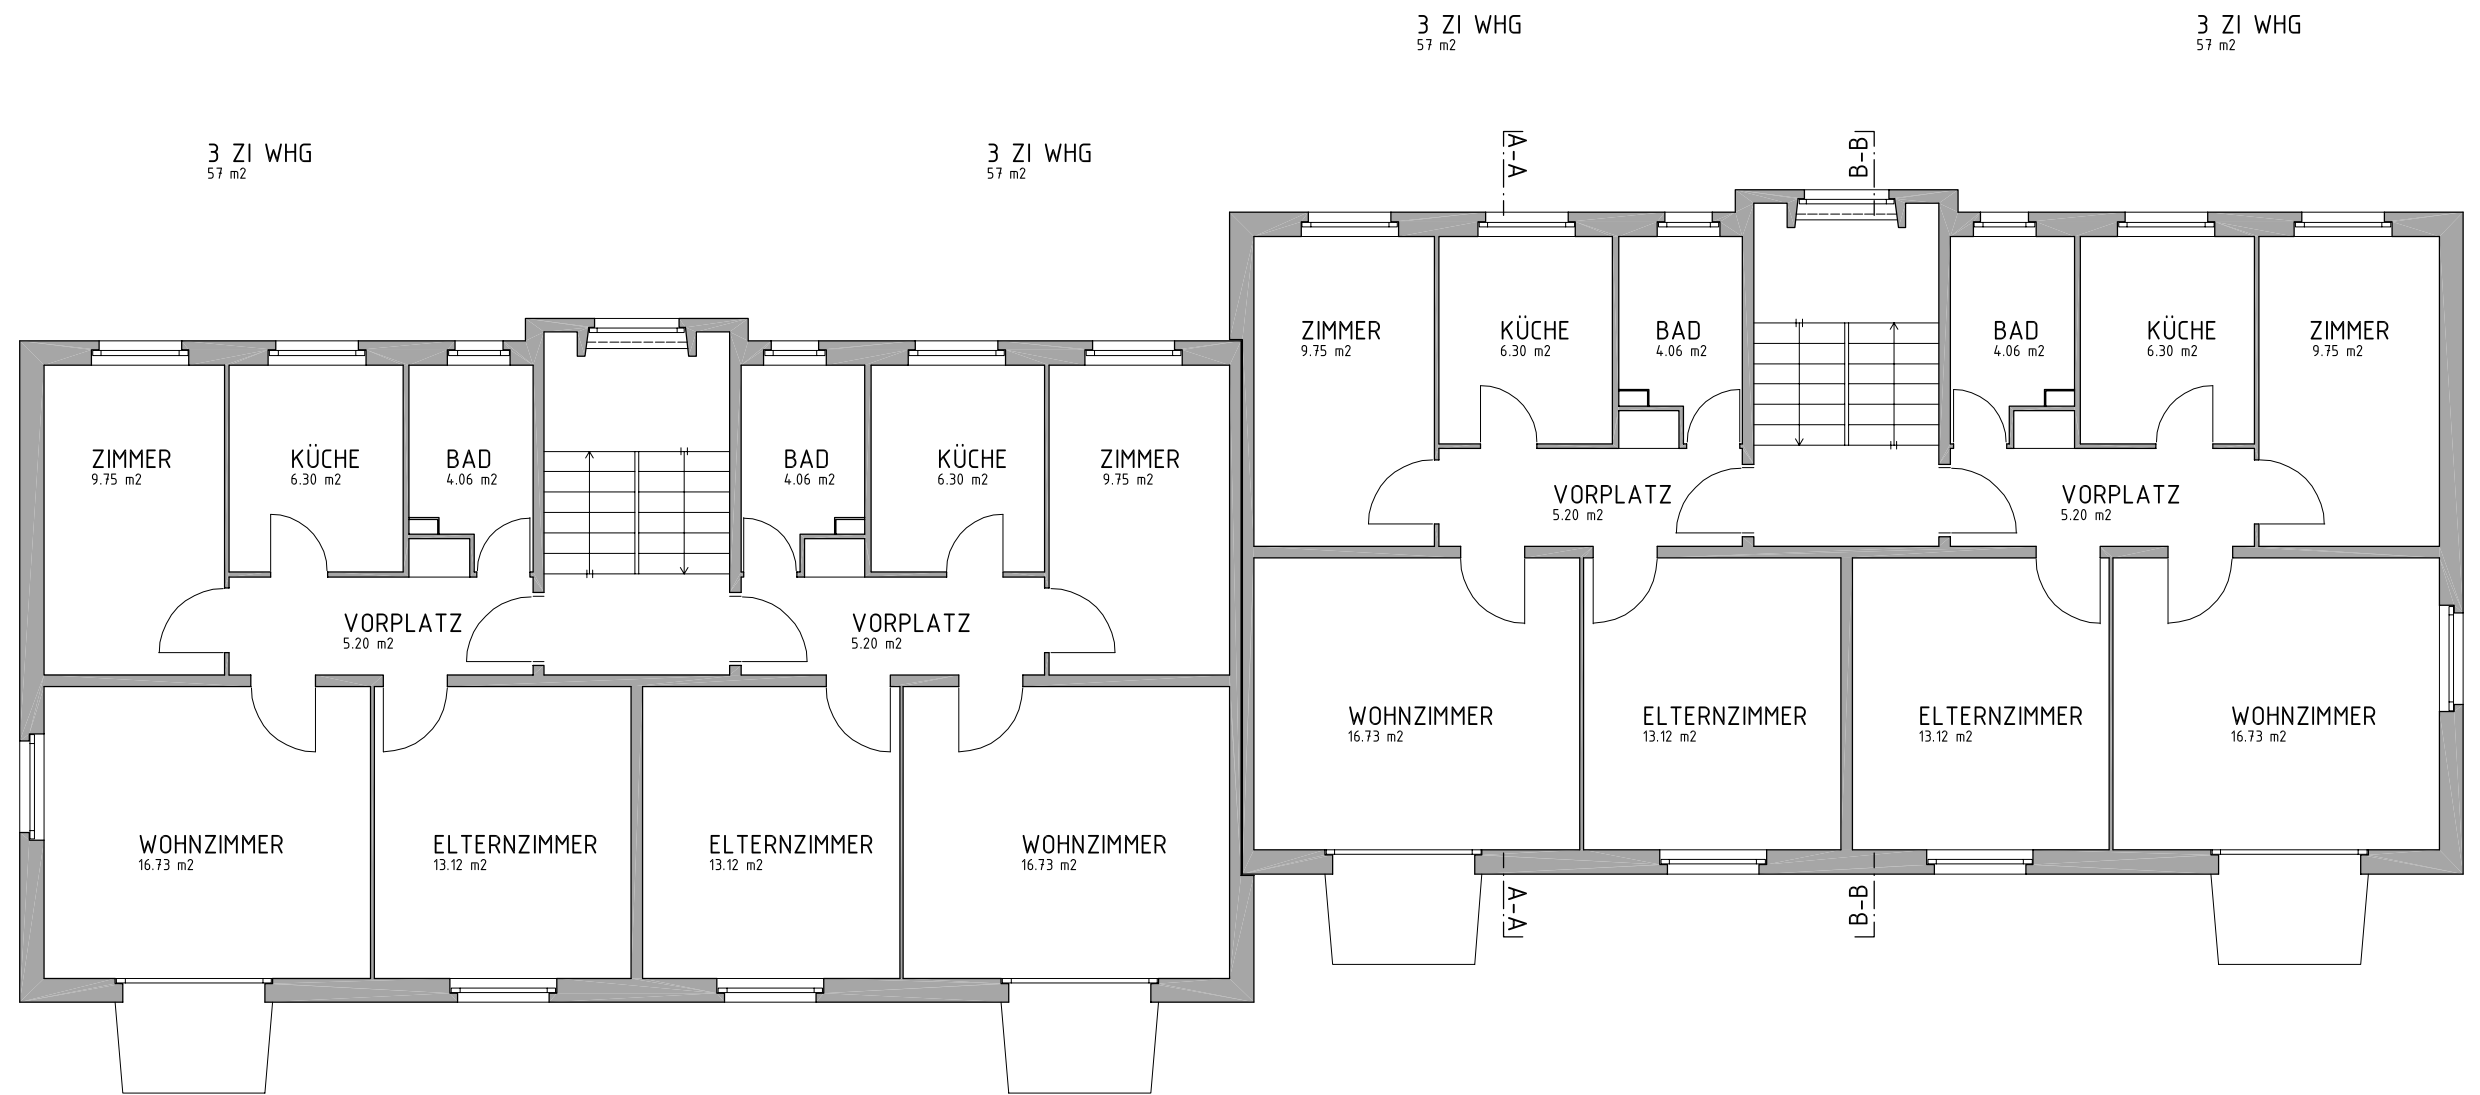 3 ZI WHG
57 m2
3 ZI WHG
57 m2
3 ZI WHG
57 m2
3 ZI WHG
57 m2
A-A
B-B
ZIMMER
9.75 m2
KÜCHE
6.30 m2
BAD
4.06 m2
BAD
4.06 m2
KÜCHE
6.30 m2
ZIMMER
9.75 m2
ZIMMER
9.75 m2
KÜCHE
6.30 m2
BAD
4.06 m2
BAD
4.06 m2
KÜCHE
6.30 m2
ZIMMER
9.75 m2
VORPLATZ
5.20 m2
VORPLATZ
5.20 m2
VORPLATZ
5.20 m2
VORPLATZ
5.20 m2
WOHNZIMMER
16.73 m2
ELTERNZIMMER
13.12 m2
ELTERNZIMMER
13.12 m2
WOHNZIMMER
16.73 m2
WOHNZIMMER
16.73 m2
ELTERNZIMMER
13.12 m2
ELTERNZIMMER
13.12 m2
WOHNZIMMER
16.73 m2
A-A
B-B